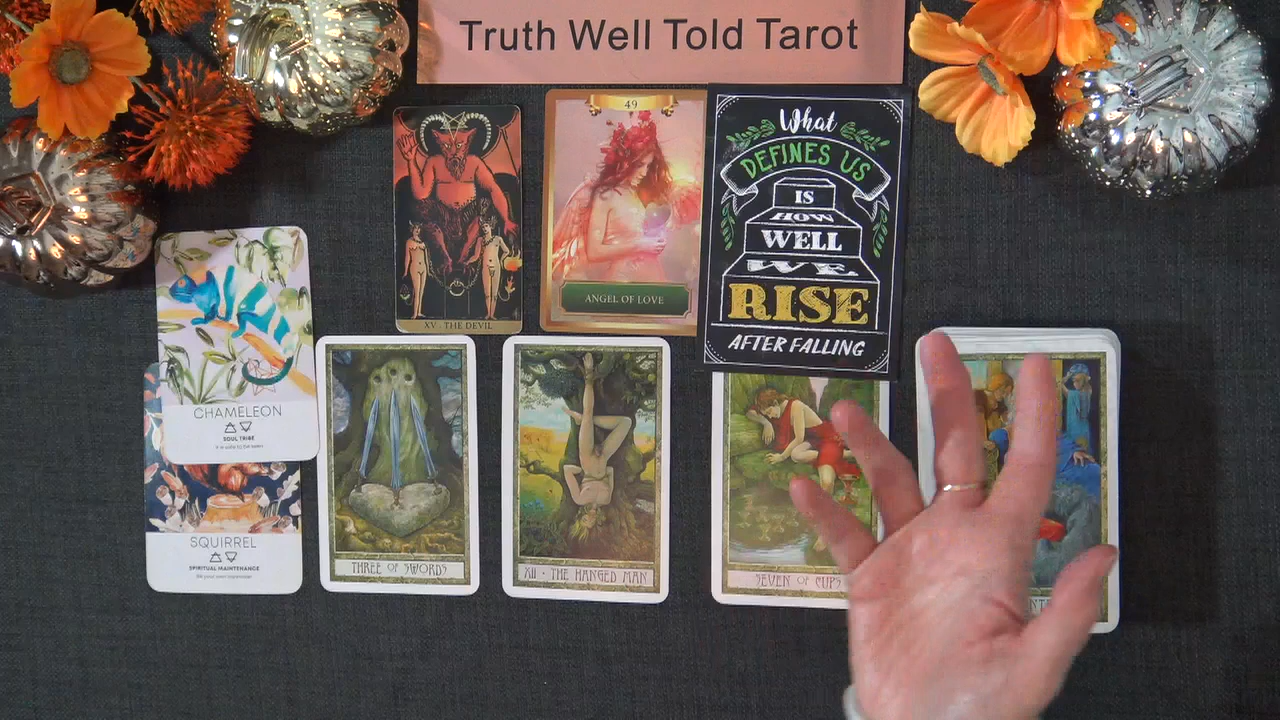 Truth Well Told Tarot
XV · THE DEVIL
49
ANGEL OF LOVE
What
DEFINES US
IS
HOW
WELL
WE
RISE
AFTER FALLING
CHAMELEON
SOUL TRIBE
SQUIRREL
SPIRITUAL MAINTENANCE
THREE OF SWORDS
XII · THE HANGED MAN
SEVEN OF CUPS